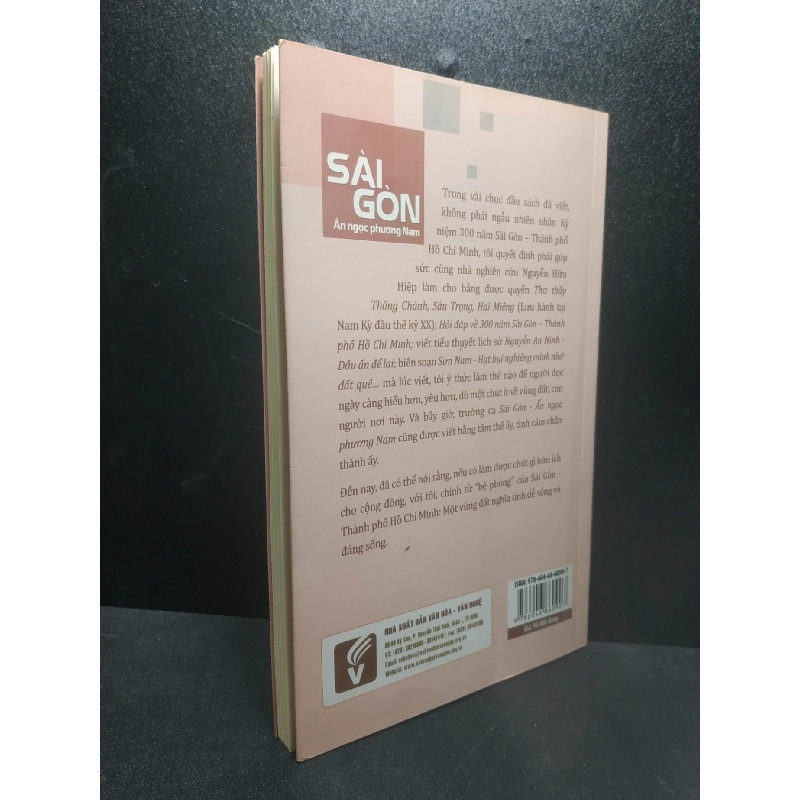 SÀI
GÒN
Ấn ngọc phương Nam
Trong vài chục đầu sách đã viết,
không phải ngẫu nhiên nhân Kỷ
niệm 300 năm Sài Gòn – Thành phố
Hồ Chí Minh, tôi quyết định phải góp
sức cùng nhà nghiên cứu Nguyễn Hữu
Hiệp làm cho bằng được quyển Thơ thầy
Thông Chánh, Sáu Trọng, Hai Miêng (Lưu hành tại
Nam Kỳ đầu thế kỷ XX); Hỏi đáp về 300 năm Sài Gòn – Thành
phố Hồ Chí Minh; viết tiểu thuyết lịch sử Nguyễn An Ninh -
Dấu ấn để lại; biên soạn Sơn Nam - Hạt bụi nghiêng mình nhớ
đất quê... mà lúc viết, tôi ý thức làm thế nào để người đọc
ngày càng hiểu hơn, yêu hơn, dù một chút ít về vùng đất, con
người nơi này. Và bây giờ, trường ca Sài Gòn - Ấn ngọc
phương Nam cũng được viết bằng tâm thế ấy, tình cảm chân
thành ấy.
Đến nay, đã có thể nói rằng, nếu có làm được chút gì hữu ích
cho cộng đồng, với tôi, chính từ "bệ phóng" của Sài Gòn -
Thành phố Hồ Chí Minh: Một vùng đất nghĩa tình dễ sống và
đáng sống.
ISBN: 978-604-68-6090-7
Giá: 90.000 đồng
NHÀ XUẤT BẢN VĂN HÓA - VĂN NGHỆ
V